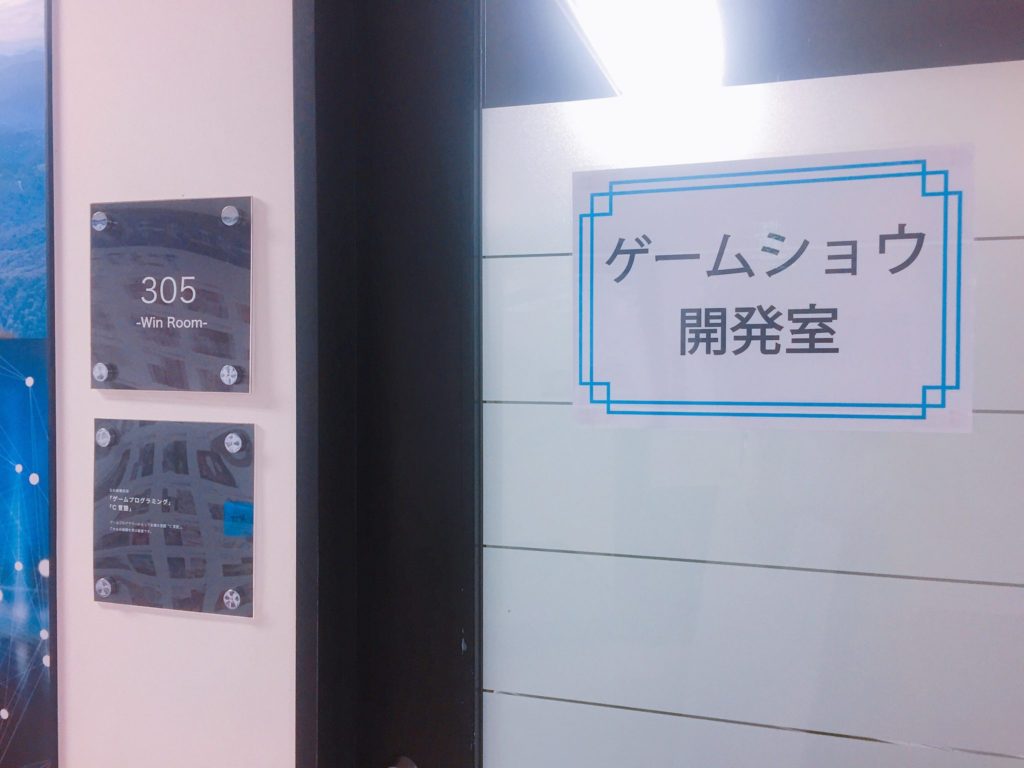 305
-Win Room-
「ゲームプログラミング」
「C 言語」
ゲームショウ
開発室